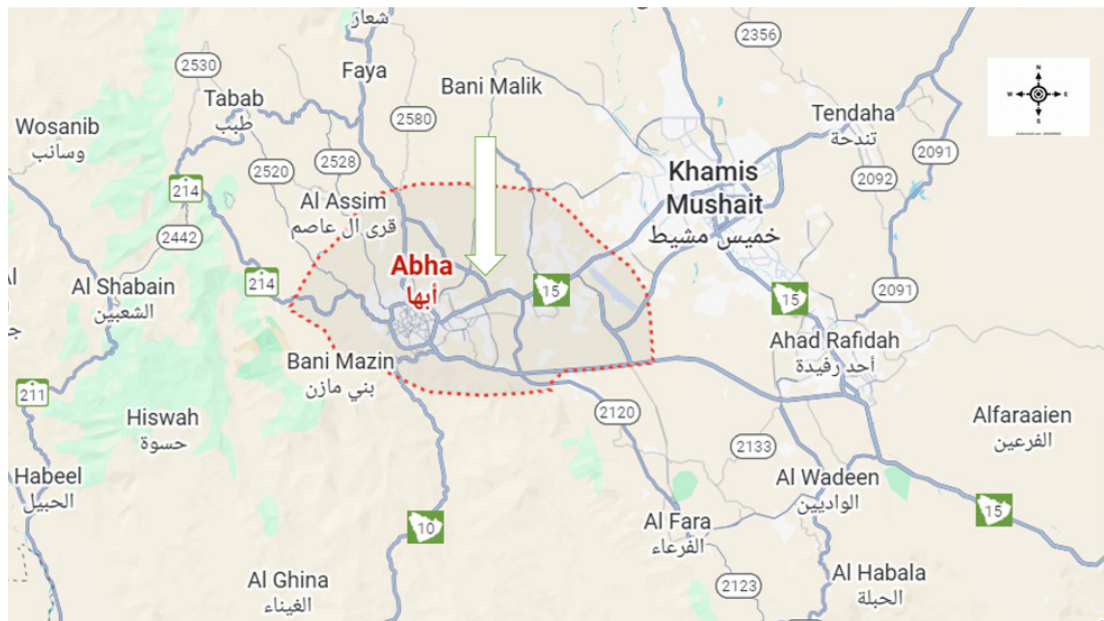 شعار
2356
2530
Faya
Bani Malik
Tabab
طبب
2580
Tendaha
تندحة
Wosanib
وسانب
N
W
E
S
2528
2520
2091
2092
214
Al Assim
قرى ال عاصم
Khamis
Mushait
خميس مشيط
2442
Abha
أبها
214
15
15
2091
Al Shabain
الشعبين
Ahad Rafidah
أحد رفيدة
Bani Mazin
بني مازن
211
Hiswah
حسوة
2120
Alfaraaien
الفرعين
2133
Habeel
الحبيل
Al Wadeen
الواديين
10
Al Fara
الفرعاء
15
Al Ghina
الغيناء
2123
Al Habala
الحبلة